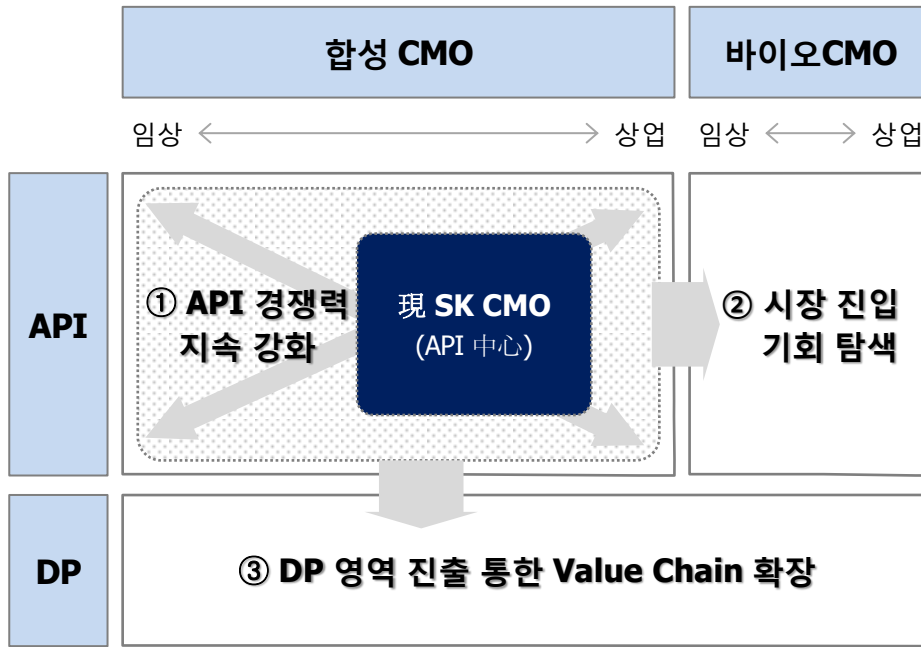 합성 CMO
바이오CMO
임상
상업
임상
상업
API
① API 경쟁력
지속 강화
現 SK CMO
(API 中心)
② 시장 진입
기회 탐색
DP
③ DP 영역 진출 통한 Value Chain 확장